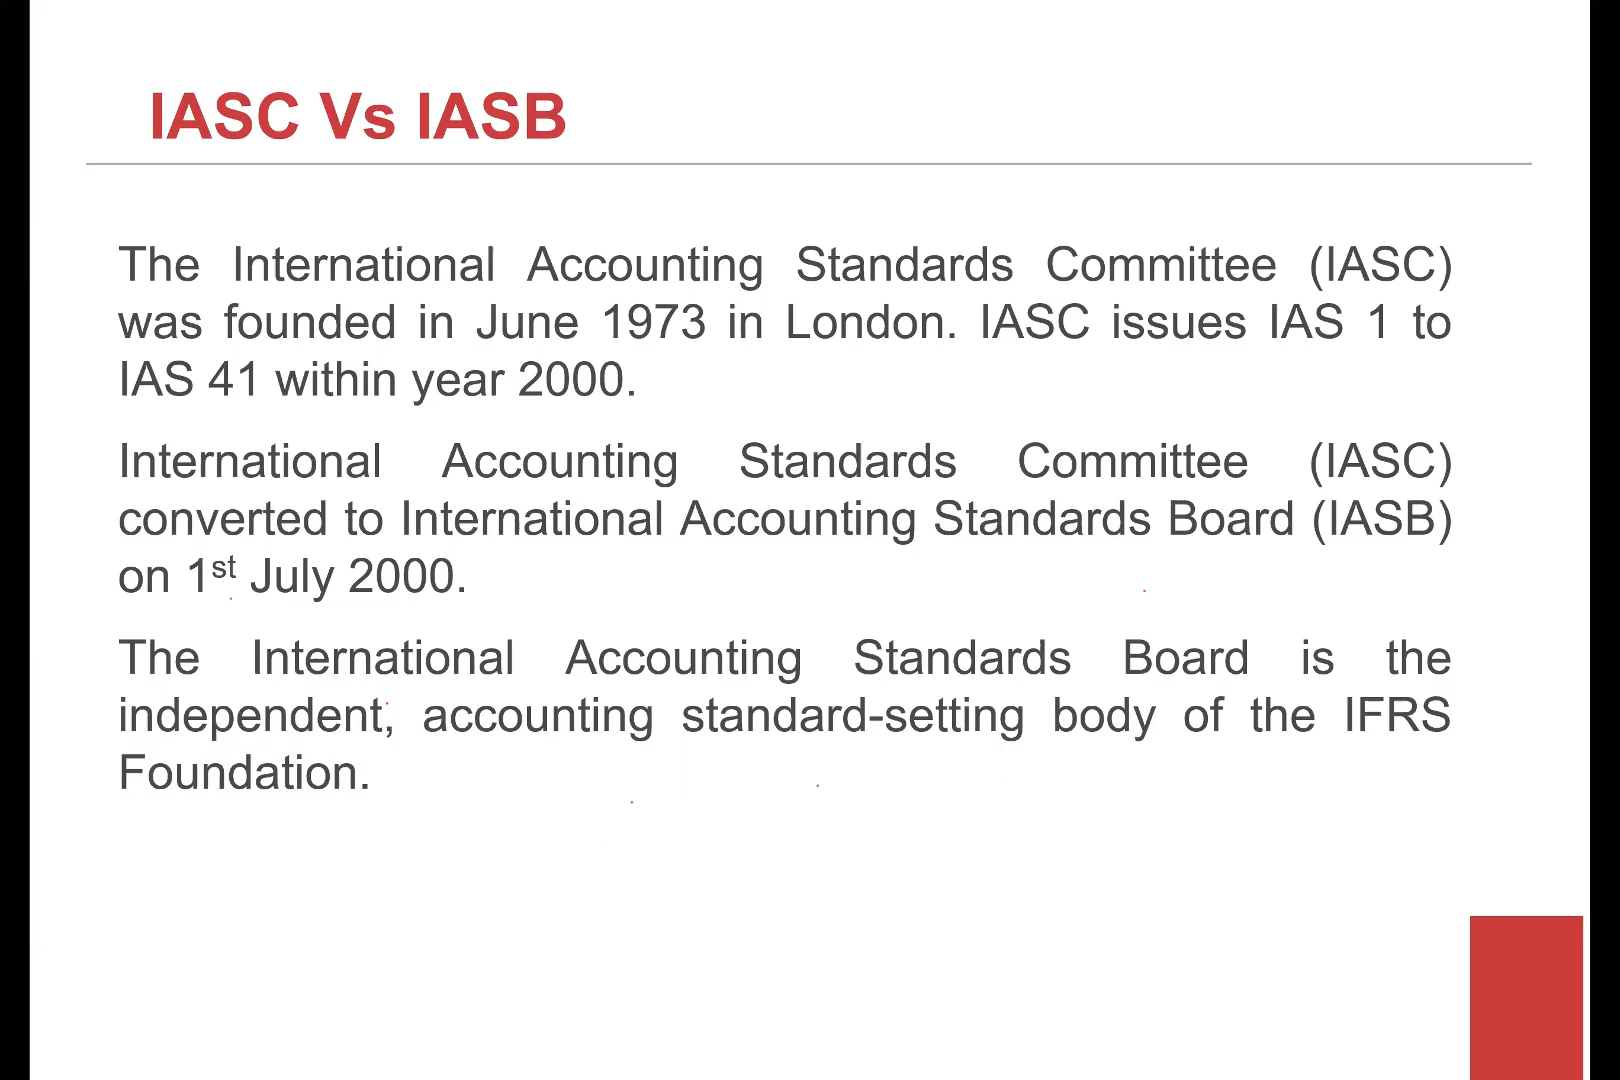 IASC Vs IASB
The International Accounting Standards Committee (IASC)
was founded in June 1973 in London. IASC issues IAS 1 to
IAS 41 within year 2000.
International Accounting Standards Committee (IASC)
converted to International Accounting Standards Board (IASB)
on 1st July 2000.
The International Accounting Standards Board is the
independent, accounting standard-setting body of the IFRS
Foundation.